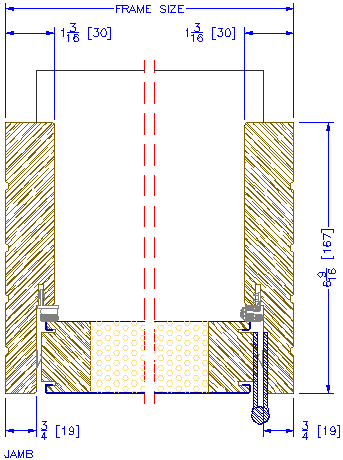 FRAME SIZE
1 3/16 [30]
1 3/16 [30]
6 9/16 [167]
3/4 [19]
3/4 [19]
JAMB